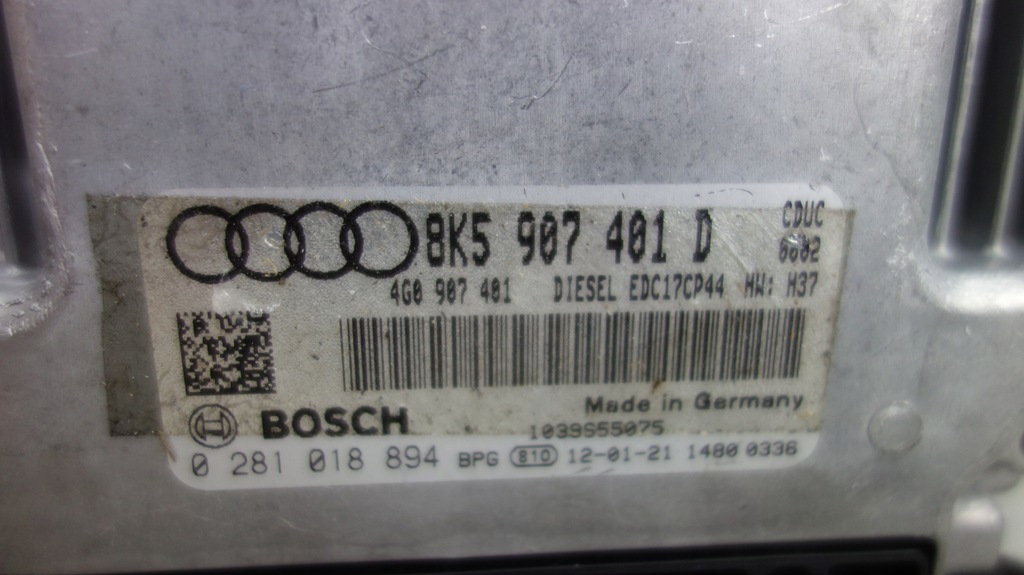 8K5 907 401 D
CDUC
6602
4G0 907 401 DIESEL EDC17CP44 HW: H37
Made in Germany
BOSCH
1039S55075
0 281 018 894 BPG 810 12-01-21 1480 0336